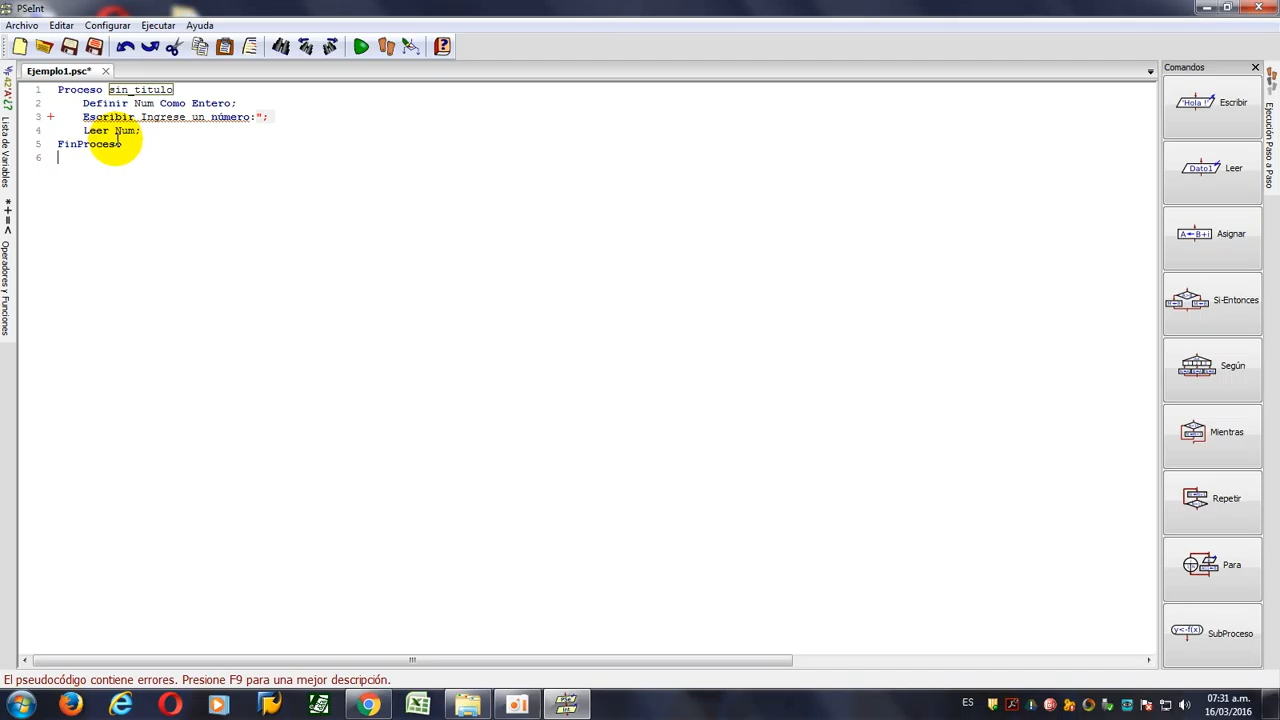 PSeInt
Archivo Editar Configurar Ejecutar Ayuda
Ejemplo1.psc*
Comandos
1 Proceso sin_titulo
2 Definir Num Como Entero;
3 Escribir Ingrese un número:";
4 Leer Num;
5 FinProceso
6
Lista de Variables
*+=<
Operadores y Funciones
'Hola !' Escribir
Dato1 Leer
A←B+i Asignar
Si-Entonces
Según
Mientras
Repetir
Para
y<-f(x) SubProceso
Ejecución Paso a Paso
El pseudocódigo contiene errores. Presione F9 para una mejor descripción.
ES
07:31 a.m.
16/03/2016